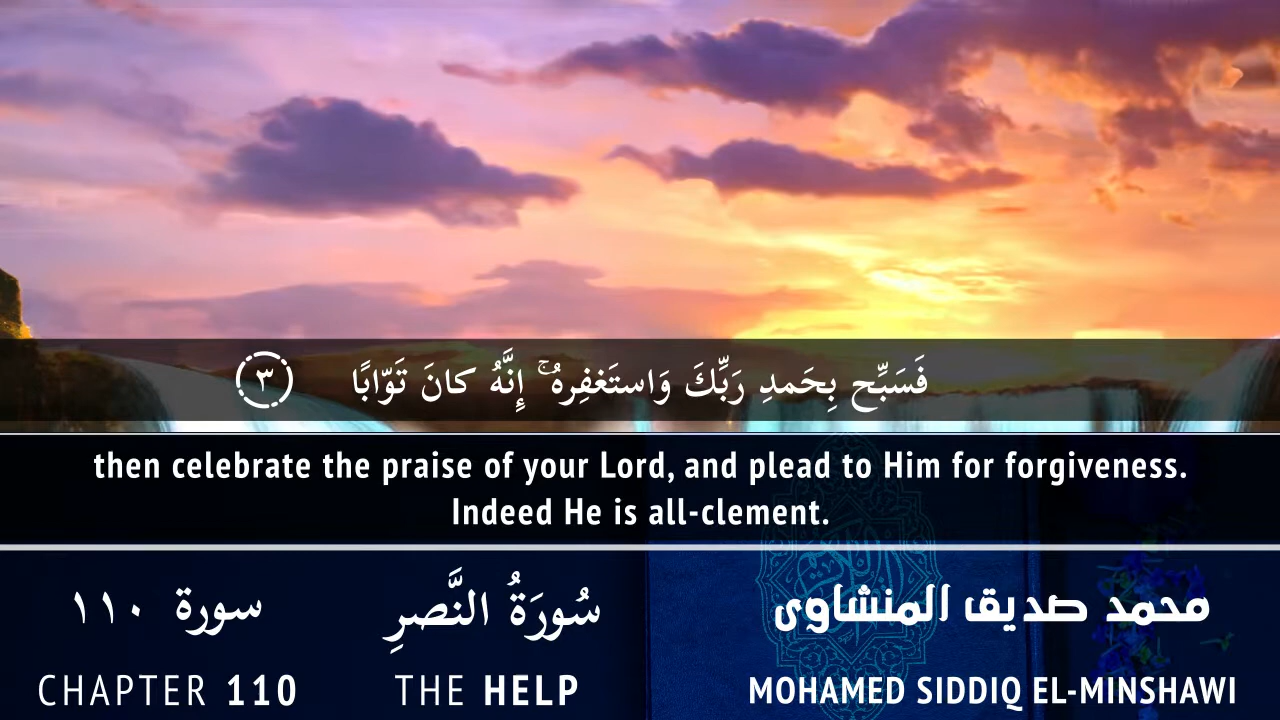 فَسَبِّح بِحَمدِ رَبِّكَ وَاستَغفِرهُ ۚ إِنَّهُ كانَ تَوّابًا ٣
then celebrate the praise of your Lord, and plead to Him for forgiveness.
Indeed He is all-clement.
سورة ١١٠
CHAPTER 110
سُورَةُ النَّصرِ
THE HELP
محمد صديق المنشاوى
MOHAMED SIDDIQ EL-MINSHAWI